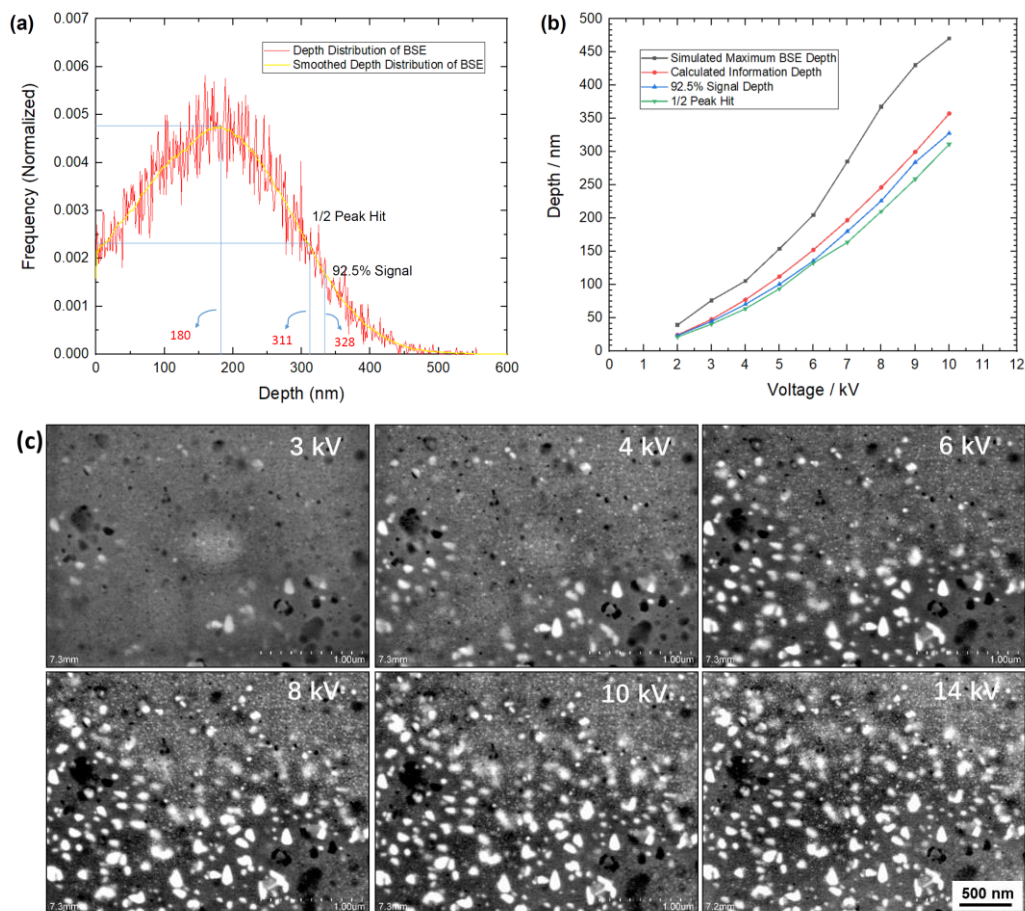 (a)
0.007
0.006
0.005
0.004
0.003
0.002
0.001
0.000
Frequency (Normalized)
Depth Distribution of BSE
Smoothed Depth Distribution of BSE
1/2 Peak Hit
92.5% Signal
180
311
328
0 100 200 300 400 500 600
Depth (nm)
(b)
500
450
400
350
300
250
200
150
100
50
0
Depth / nm
Simulated Maximum BSE Depth
Calculated Information Depth
92.5% Signal Depth
1/2 Peak Hit
0 1 2 3 4 5 6 7 8 9 10 11 12
Voltage / kV
(c)
3 kV
7.3mm 1.00um
4 kV
7.3mm 1.00um
6 kV
7.3mm 1.00um
8 kV
7.3mm 1.00um
10 kV
7.3mm 1.00um
14 kV
7.2mm 1.00um
500 nm